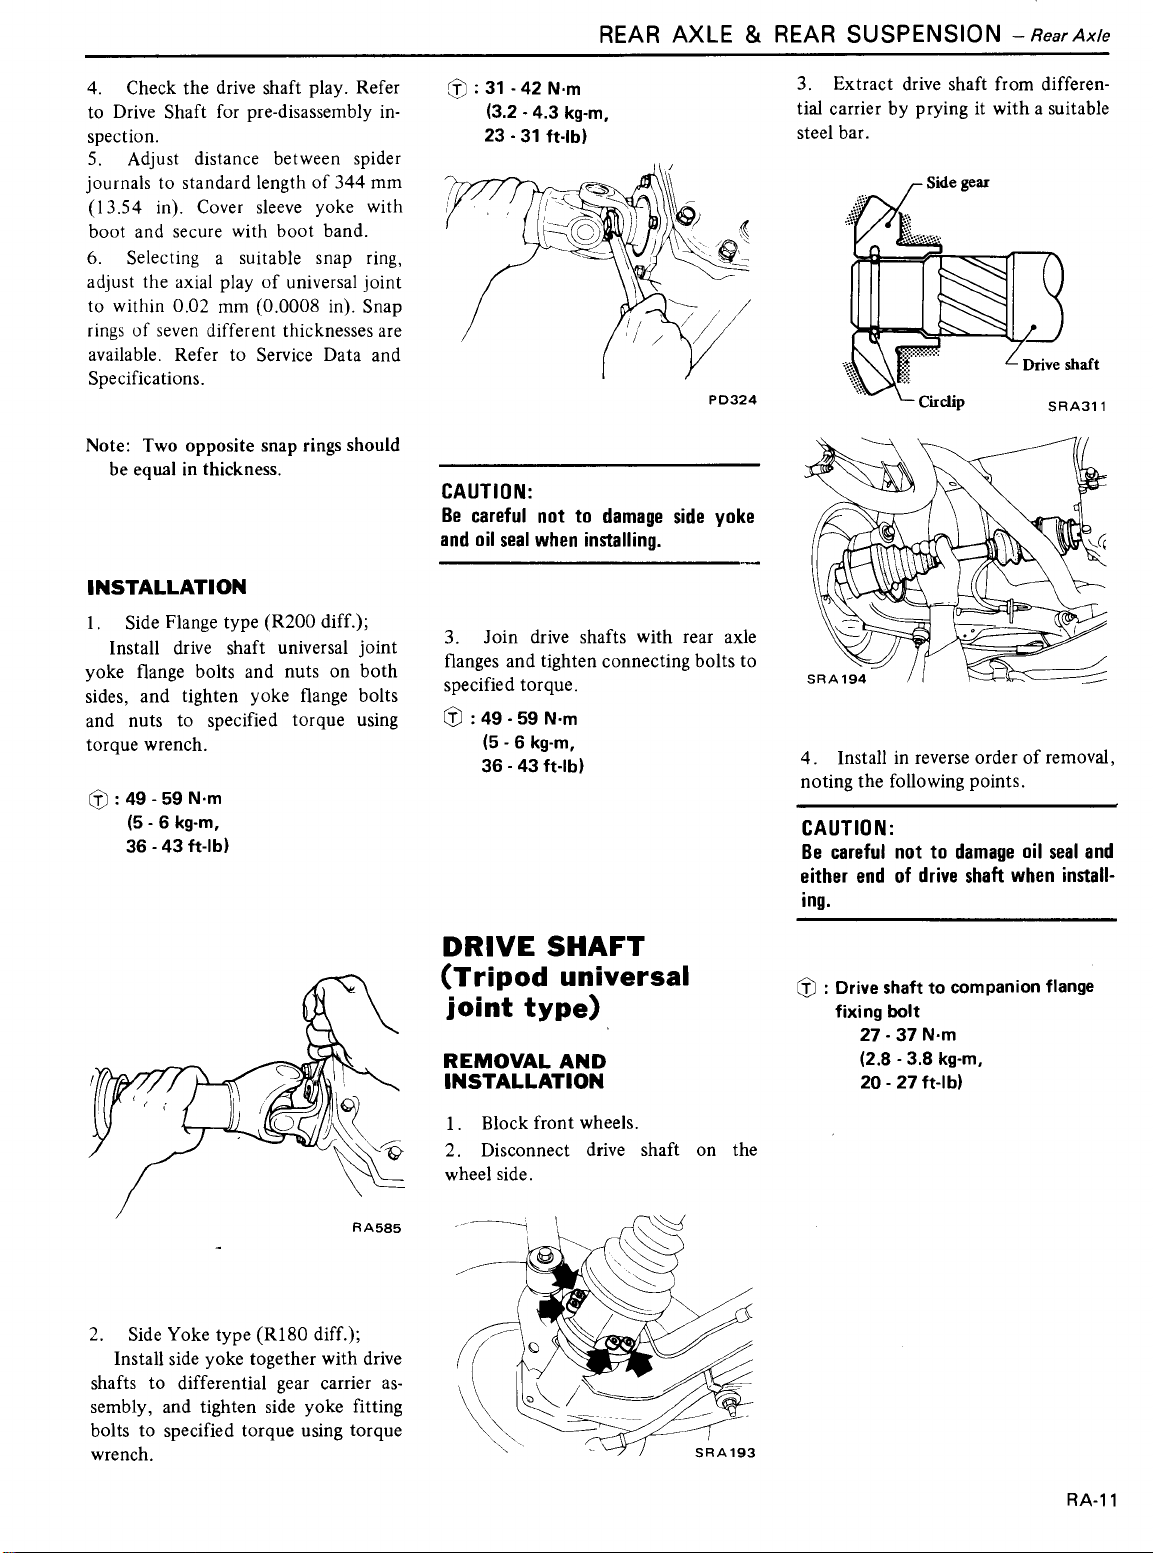 REAR AXLE & REAR SUSPENSION – Rear Axle
4. Check the drive shaft play. Refer
to Drive Shaft for pre-disassembly in-
spection.
5. Adjust distance between spider
journals to standard length of 344 mm
(13.54 in). Cover sleeve yoke with
boot and secure with boot band.
6. Selecting a suitable snap ring,
adjust the axial play of universal joint
to within 0.02 mm (0.0008 in). Snap
rings of seven different thicknesses are
available. Refer to Service Data and
Specifications.
Note: Two opposite snap rings should
be equal in thickness.
INSTALLATION
1. Side Flange type (R200 diff.);
Install drive shaft universal joint
yoke flange bolts and nuts on both
sides, and tighten yoke flange bolts
and nuts to specified torque using
torque wrench.
Ⓣ : 49 - 59 N·m
(5 - 6 kg-m,
36 - 43 ft-lb)
RA585
2. Side Yoke type (R180 diff.);
Install side yoke together with drive
shafts to differential gear carrier as-
sembly, and tighten side yoke fitting
bolts to specified torque using torque
wrench.
Ⓣ : 31 - 42 N·m
(3.2 - 4.3 kg-m,
23 - 31 ft-lb)
PD324
CAUTION:
Be careful not to damage side yoke
and oil seal when installing.
3. Join drive shafts with rear axle
flanges and tighten connecting bolts to
specified torque.
Ⓣ : 49 - 59 N·m
(5 - 6 kg-m,
36 - 43 ft-lb)
DRIVE SHAFT
(Tripod universal
joint type)
REMOVAL AND
INSTALLATION
1. Block front wheels.
2. Disconnect drive shaft on the
wheel side.
SRA193
3. Extract drive shaft from differen-
tial carrier by prying it with a suitable
steel bar.
Side gear
Drive shaft
Circlip
SRA311
SRA194
4. Install in reverse order of removal,
noting the following points.
CAUTION:
Be careful not to damage oil seal and
either end of drive shaft when install-
ing.
Ⓣ : Drive shaft to companion flange
fixing bolt
27 - 37 N·m
(2.8 - 3.8 kg-m,
20 - 27 ft-lb)
RA-11